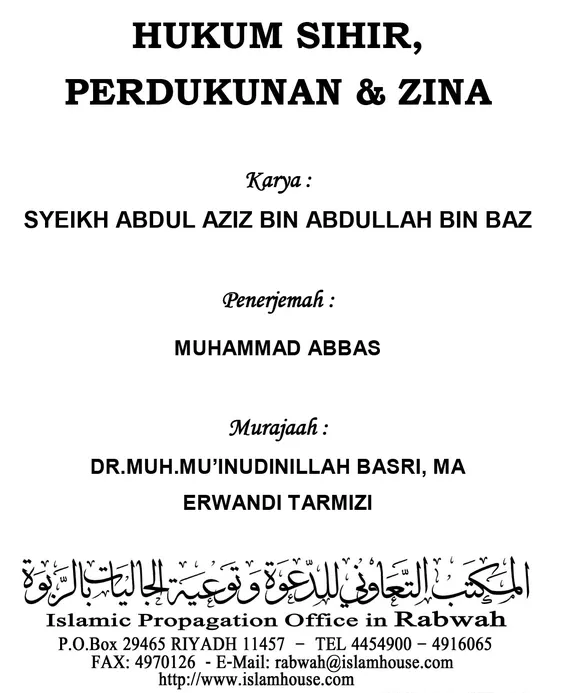 HUKUM SIHIR,
PERDUKUNAN & ZINA
Karya :
SYEIKH ABDUL AZIZ BIN ABDULLAH BIN BAZ
Penerjemah :
MUHAMMAD ABBAS
Murajaah :
DR.MUH.MU’INUDINILLAH BASRI, MA
ERWANDI TARMIZI
المكتب التعاوني للدعوة وتوعية الجاليات بالربوة
Islamic Propagation Office in Rabwah
P.O.Box 29465 RIYADH 11457 – TEL 4454900 – 4916065
FAX: 4970126 - E-Mail: rabwah@islamhouse.com
http://www.islamhouse.com